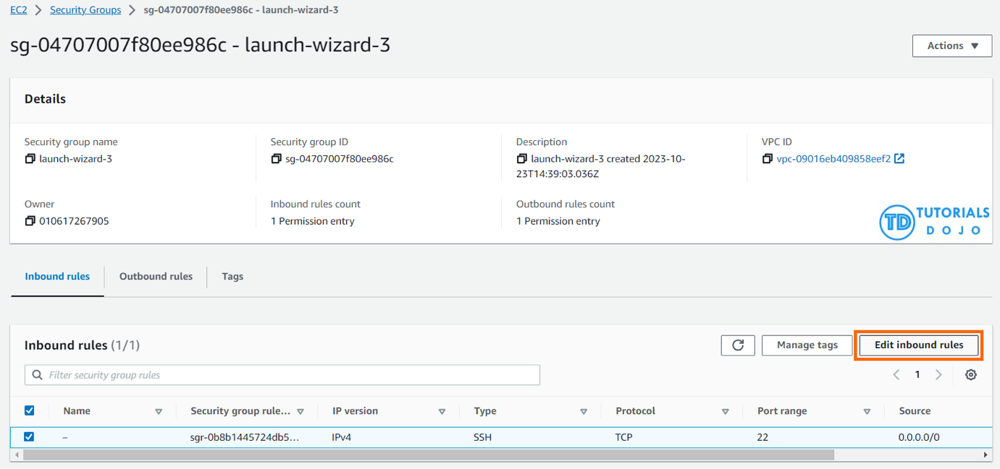 EC2 Security Groups sg-04707007f80ee986c - launch-wizard-3
sg-04707007f80ee986c - launch-wizard-3
Actions
Details
Security group name
launch-wizard-3
Security group ID
sg-04707007f80ee986c
Description
launch-wizard-3 created 2023-10-
23T14:39:03.036Z
VPC ID
vpc-09016eb409858eef2
Owner
010617267905
Inbound rules count
1 Permission entry
Outbound rules count
1 Permission entry
TD TUTORIALS
DOJO
Inbound rules Outbound rules Tags
Inbound rules (1/1)
Manage tags Edit inbound rules
Filter security group rules
1
Name Security group rule... IP version Type Protocol Port range Source
– sgr-0b8b1445724db5... IPv4 SSH TCP 22 0.0.0.0/0